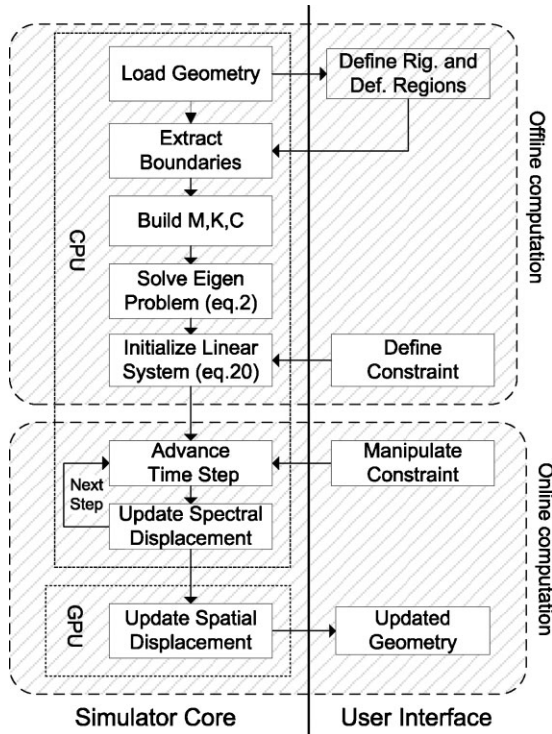 Load Geometry
Define Rig. and
Def. Regions
Extract
Boundaries
Build M,K,C
Solve Eigen
Problem (eq.2)
Initialize Linear
System (eq.20)
Define
Constraint
CPU
Offline computation
Advance
Time Step
Manipulate
Constraint
Next
Step
Update Spectral
Displacement
Online computation
GPU
Update Spatial
Displacement
Updated
Geometry
Simulator Core
User Interface